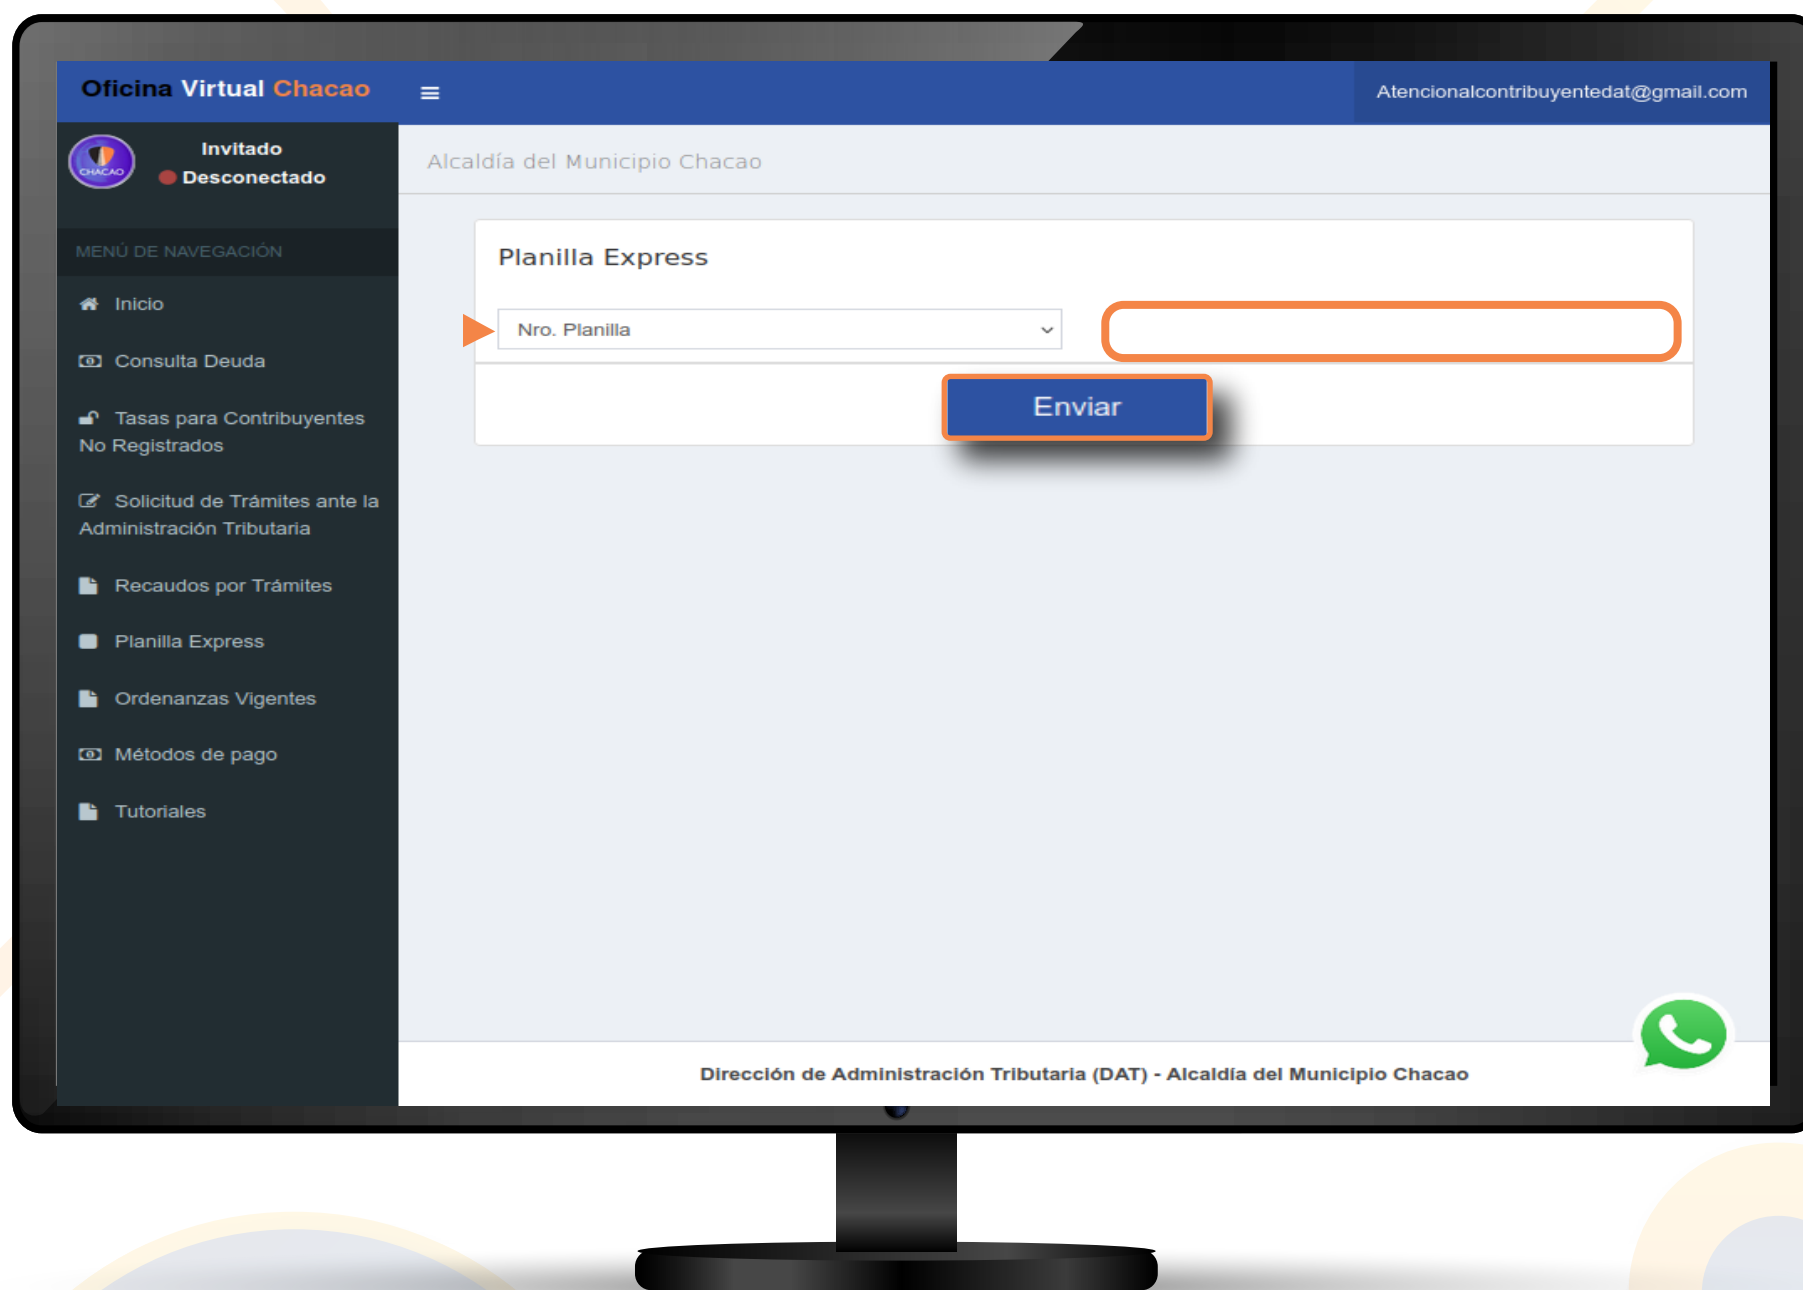 Oficina Virtual Chacao
Atencionalcontribuyentedat@gmail.com
CHACAO
Invitado
Desconectado
Alcaldía del Municipio Chacao
MENÚ DE NAVEGACIÓN
Inicio
Consulta Deuda
Tasas para Contribuyentes
No Registrados
Solicitud de Trámites ante la
Administración Tributaria
Recaudos por Trámites
Planilla Express
Ordenanzas Vigentes
Métodos de pago
Tutoriales
Planilla Express
Nro. Planilla
Enviar
Dirección de Administración Tributaria (DAT) - Alcaldía del Municipio Chacao